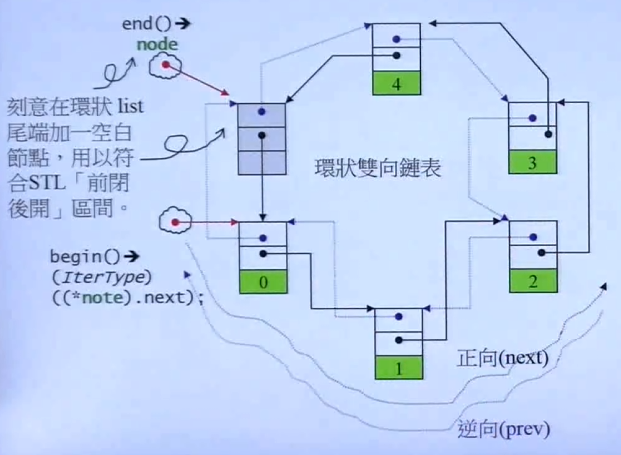 end()➔
node
刻意在環狀 list
尾端加一空白
節點，用以符
合STL「前閉
後開」區間。
begin()➔
(IterType)
((*note).next);
環狀雙向鏈表
4
3
0
2
1
正向(next)
逆向(prev)